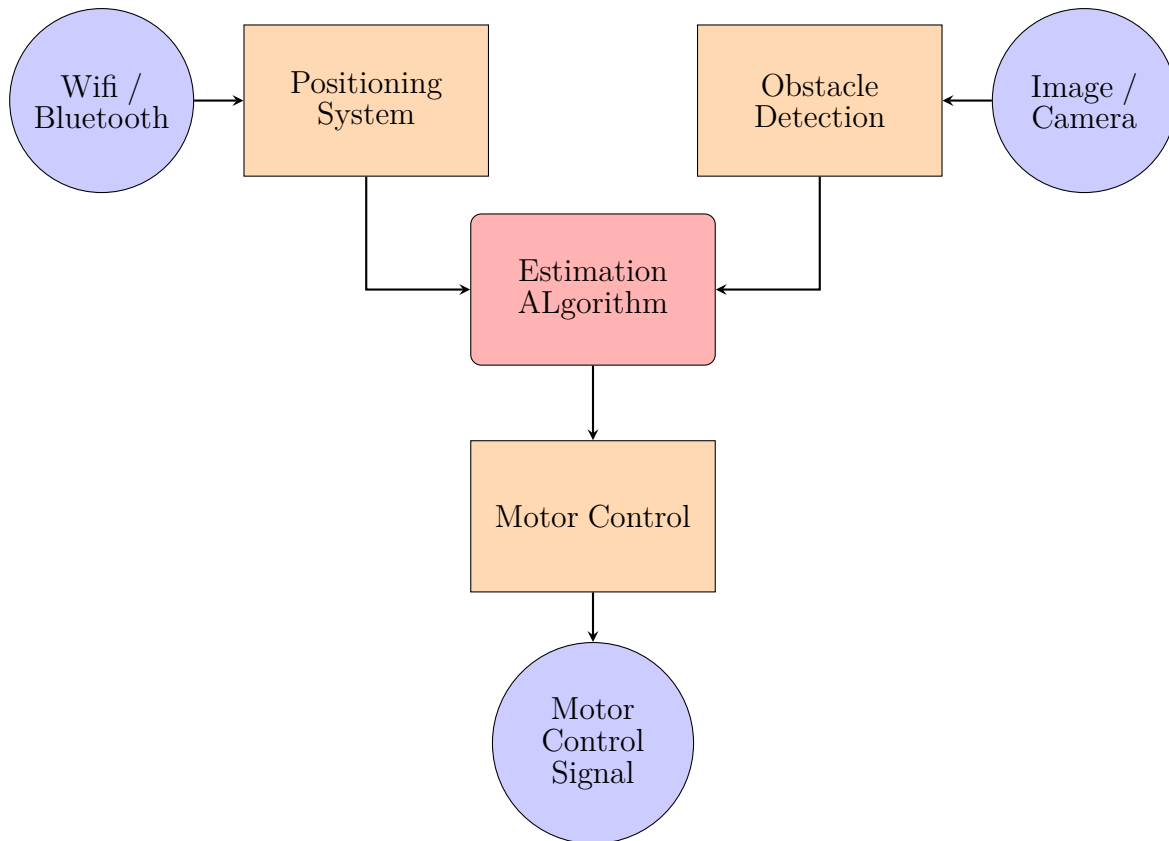 Wifi /
Bluetooth
Positioning
System
Obstacle
Detection
Image /
Camera
Estimation
ALgorithm
Motor Control
Motor
Control
Signal